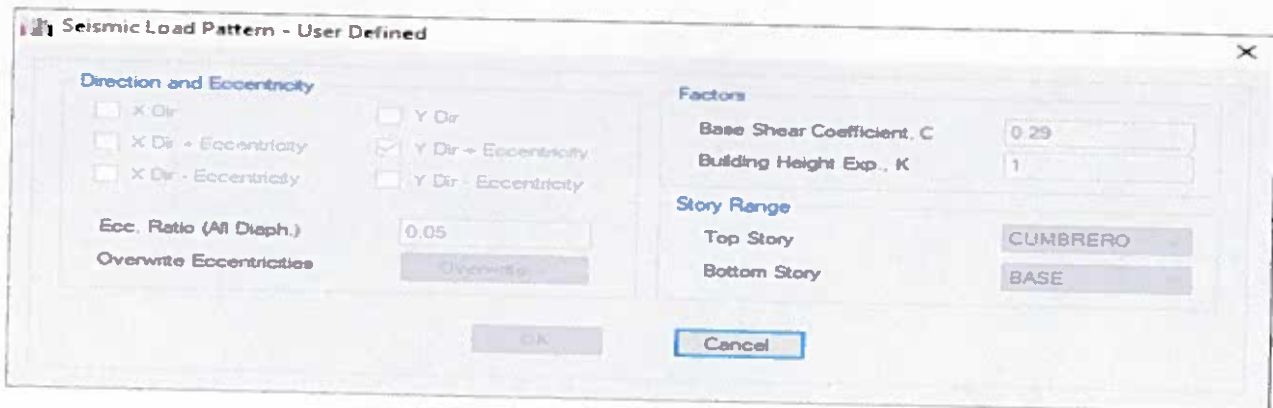 Seismic Load Pattern - User Defined
Direction and Eccentricity
X Dir
Y Dir
X Dir + Eccentricity
Y Dir + Eccentricity
X Dir - Eccentricity
Y Dir - Eccentricity
Ecc. Ratio (All Diaph.)
0.05
Overwrite Eccentricities
Overwrite...
Factors
Base Shear Coefficient, C
0.29
Building Height Exp., K
1
Story Range
Top Story
CUMBRERO
Bottom Story
BASE
OK
Cancel